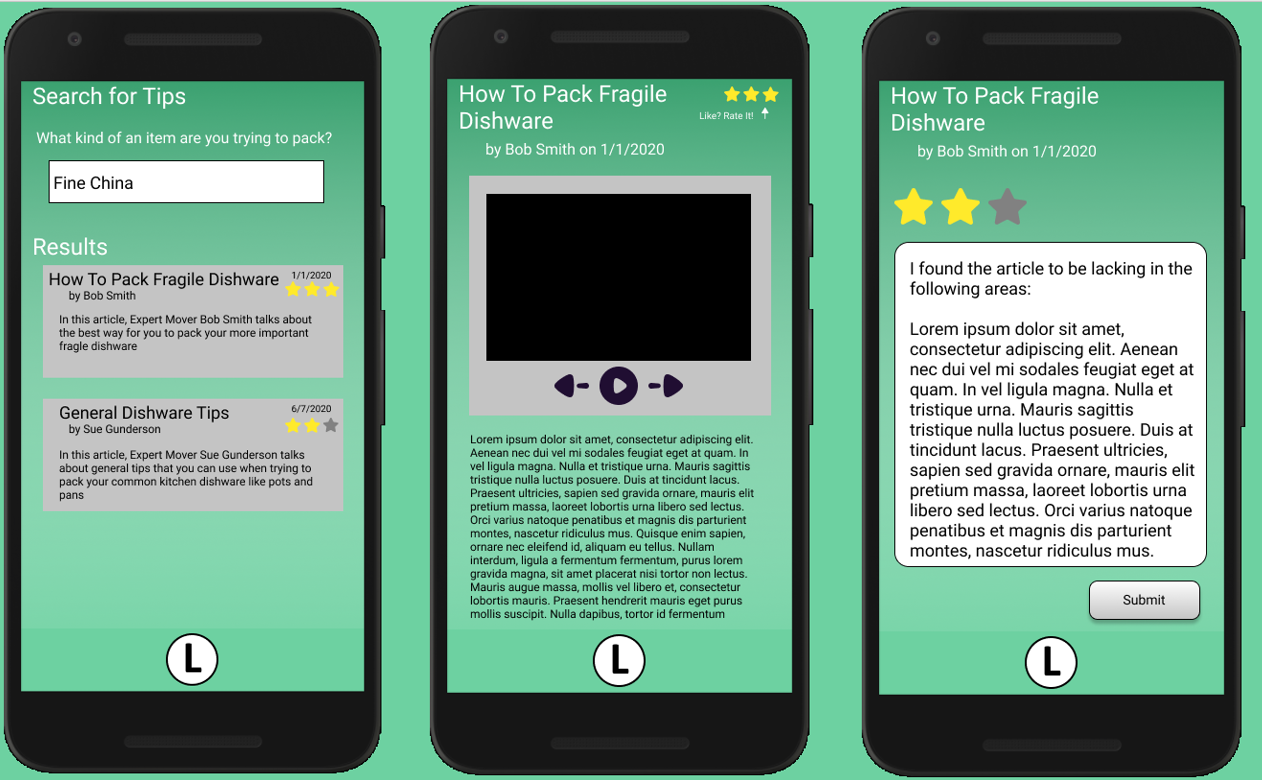 Search for Tips
What kind of an item are you trying to pack?
Fine China
Results
How To Pack Fragile Dishware
1/1/2020
by Bob Smith
In this article, Expert Mover Bob Smith talks about
the best way for you to pack your more important
fragle dishware
General Dishware Tips
6/7/2020
by Sue Gunderson
In this article, Expert Mover Sue Gunderson talks
about general tips that you can use when trying to
pack your common kitchen dishware like pots and
pans
L
How To Pack Fragile
Dishware
Like? Rate It!
by Bob Smith on 1/1/2020
Lorem ipsum dolor sit amet, consectetur adipiscing elit.
Aenean nec dui vel mi sodales feugiat eget at quam. In
vel ligula magna. Nulla et tristique urna. Mauris sagittis
tristique nulla luctus posuere. Duis at tincidunt lacus.
Praesent ultricies, sapien sed gravida ornare, mauris elit
pretium massa, laoreet lobortis urna libero sed lectus.
Orci varius natoque penatibus et magnis dis parturient
montes, nascetur ridiculus mus. Quisque enim sapien,
ornare nec eleifend id, aliquam eu tellus. Nullam
interdum, ligula a fermentum fermentum, purus lorem
gravida magna, sit amet placerat nisi tortor non lectus.
Mauris augue massa, mollis vel libero et, consectetur
lobortis mauris. Praesent hendrerit mauris eget purus
mollis suscipit. Nulla dapibus, tortor id fermentum
L
How To Pack Fragile
Dishware
by Bob Smith on 1/1/2020
I found the article to be lacking in the
following areas:
Lorem ipsum dolor sit amet,
consectetur adipiscing elit. Aenean
nec dui vel mi sodales feugiat eget at
quam. In vel ligula magna. Nulla et
tristique urna. Mauris sagittis
tristique nulla luctus posuere. Duis at
tincidunt lacus. Praesent ultricies,
sapien sed gravida ornare, mauris elit
pretium massa, laoreet lobortis urna
libero sed lectus. Orci varius natoque
penatibus et magnis dis parturient
montes, nascetur ridiculus mus.
Submit
L